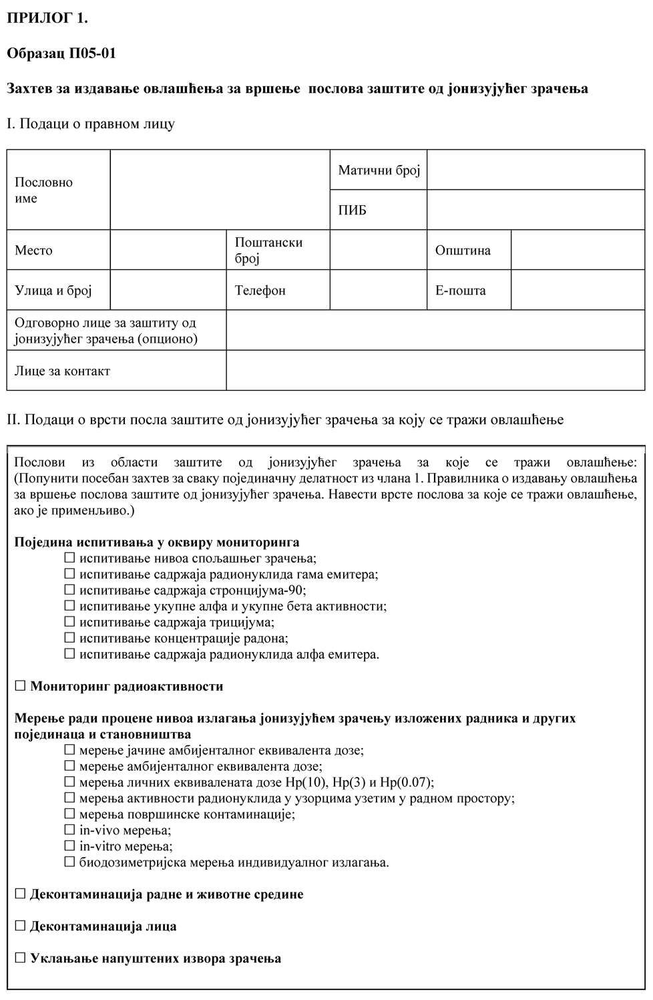 ПРИЛОГ 1.
Образац П05-01
Захтев за издавање овлашћења за вршење послова заштите од јонизујућег зрачења
I. Подаци о правном лицу
Пословно
име
Матични број
ПИБ
Место
Поштански
број
Општина
Улица и број
Телефон
Е-пошта
Одговорно лице за заштиту од
јонизујућег зрачења (опционо)
Лице за контакт
II. Подаци о врсти посла заштите од јонизујућег зрачења за коју се тражи овлашћење
Послови из области заштите од јонизујућег зрачења за које се тражи овлашћење:
(Попунити посебан захтев за сваку појединачну делатност из члана 1. Правилника о издавању овлашћења
за вршење послова заштите од јонизујућег зрачења. Навести врсте послова за које се тражи овлашћење,
ако је применљиво.)
Поједина испитивања у оквиру мониторинга
☐ испитивање нивоа спољашњег зрачења;
☐ испитивање садржаја радионуклида гама емитера;
☐ испитивање садржаја стронцијума-90;
☐ испитивање укупне алфа и укупне бета активности;
☐ испитивање садржаја трицијума;
☐ испитивање концентрације радона;
☐ испитивање садржаја радионуклида алфа емитера.
☐ Мониторинг радиоактивности
Мерење ради процене нивоа излагања јонизујућем зрачењу изложених радника и других
појединаца и становништва
☐ мерење јачине амбијенталног еквивалента дозе;
☐ мерење амбијенталног еквивалента дозе;
☐ мерења личних еквивалената дозе Hp(10), Hp(3) и Hp(0.07);
☐ мерења активности радионуклида у узорцима узетим у радном простору;
☐ мерења површинске контаминације;
☐ in-vivo мерења;
☐ in-vitro мерења;
☐ биодозиметријска мерења индивидуалног излагања.
☐ Деконтаминација радне и животне средине
☐ Деконтаминација лица
☐ Уклањање напуштених извора зрачења